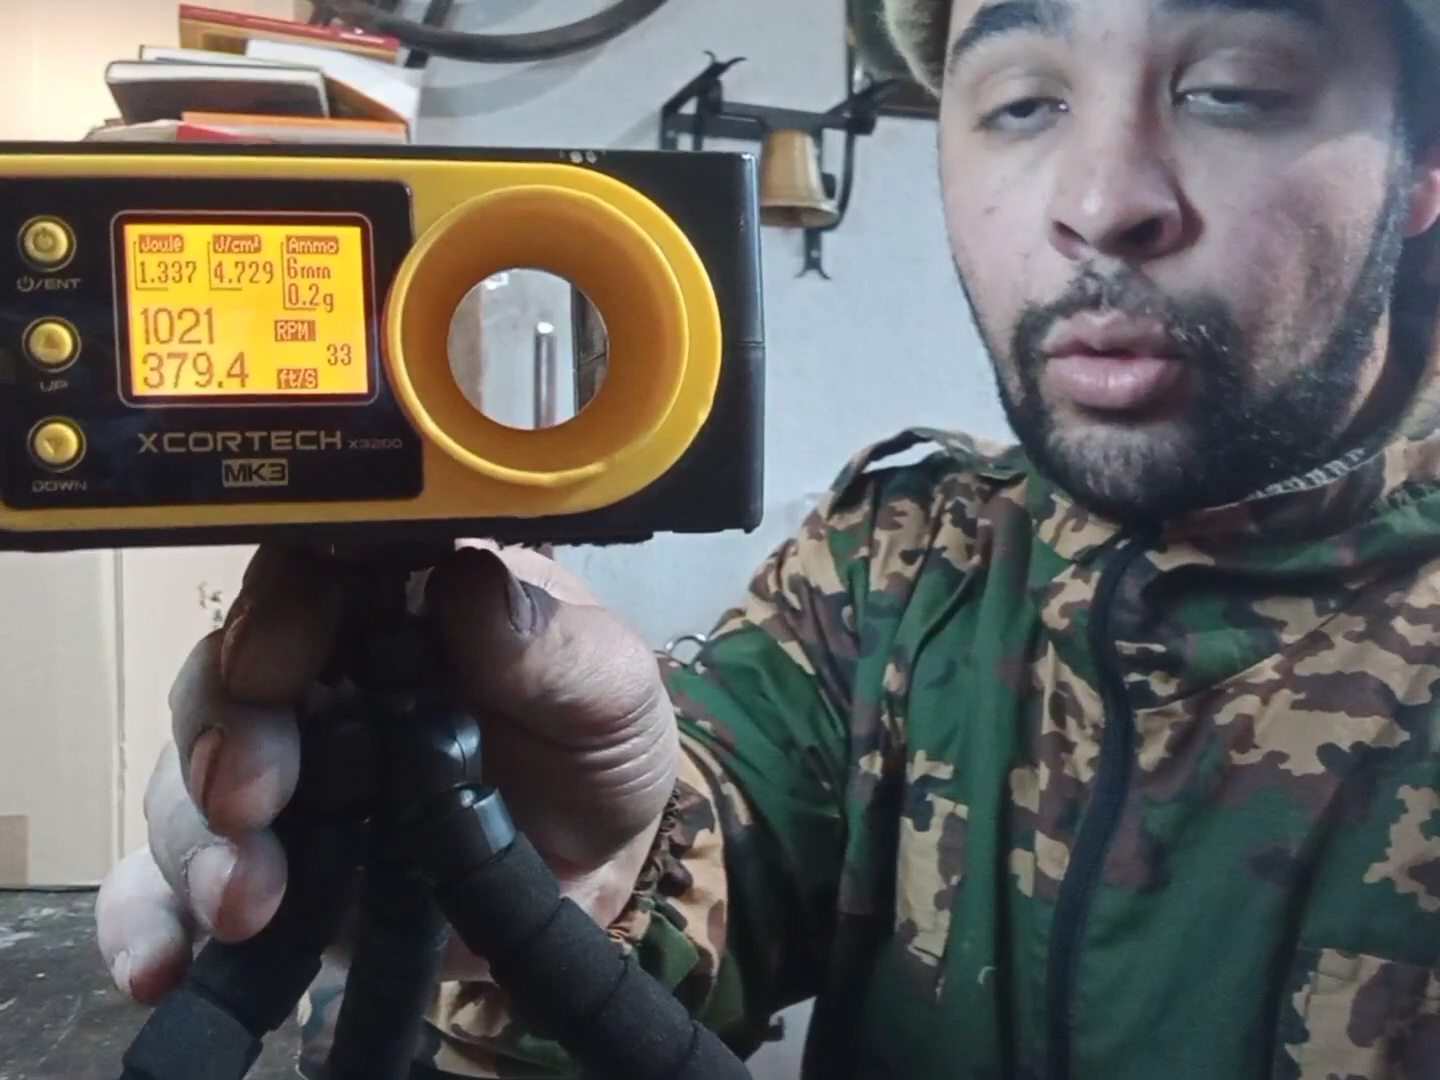 Joule J/cm² Ammo
1.337 4.729 6mm
0.2g
1021 RPM
33
379.4 ft/s
⏻/ENT
UP
DOWN
XCORTECH X3200
MK3